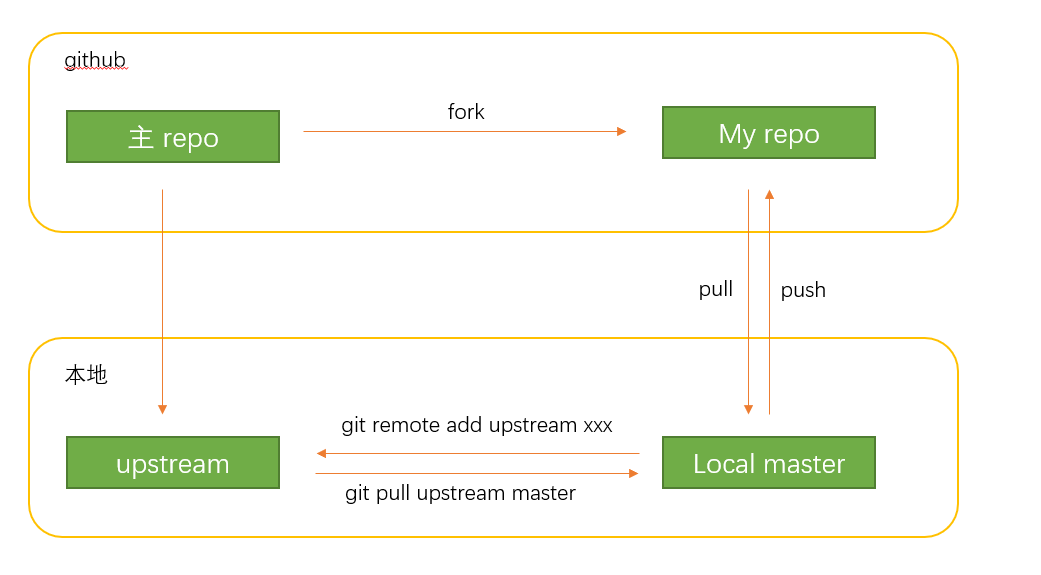 github
fork
主 repo
My repo
pull
push
本地
git remote add upstream xxx
upstream
Local master
git pull upstream master